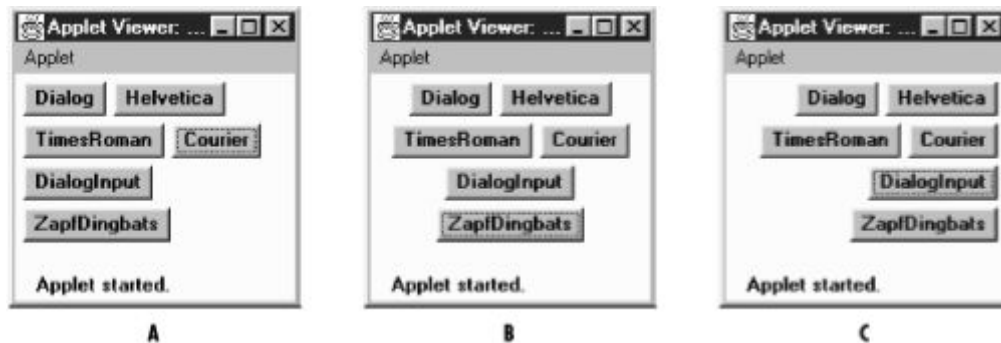 Applet Viewer: ...
Applet
Dialog Helvetica
TimesRoman Courier
DialogInput
ZapfDingbats
Applet started.
A
Applet Viewer: ...
Applet
Dialog Helvetica
TimesRoman Courier
DialogInput
ZapfDingbats
Applet started.
B
Applet Viewer: ...
Applet
Dialog Helvetica
TimesRoman Courier
DialogInput
ZapfDingbats
Applet started.
C